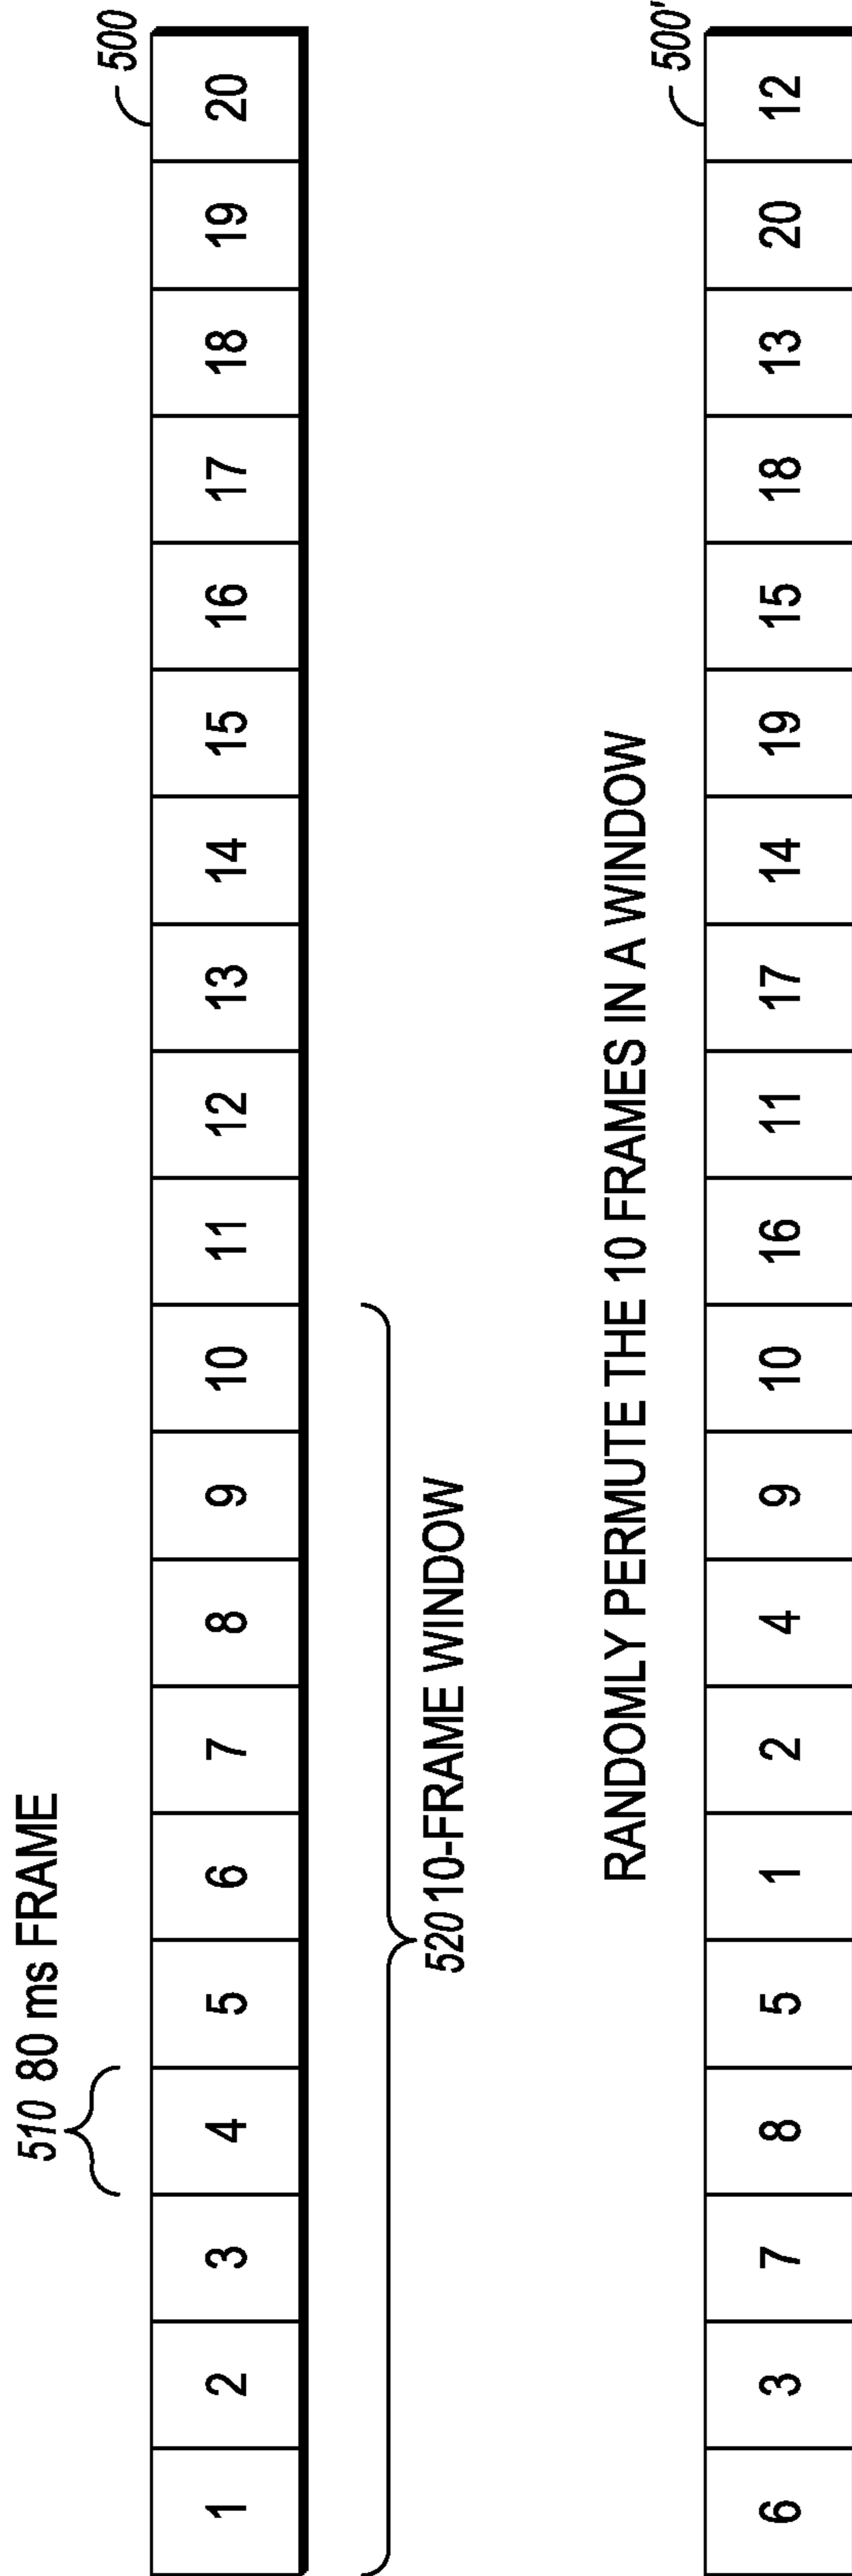 510 80 ms FRAME
500
1 2 3 4 5 6 7 8 9 10 11 12 13 14 15 16 17 18 19 20
520 10-FRAME WINDOW
RANDOMLY PERMUTE THE 10 FRAMES IN A WINDOW
500'
6 3 7 8 5 1 2 4 9 10 16 11 17 14 19 15 18 13 20 12